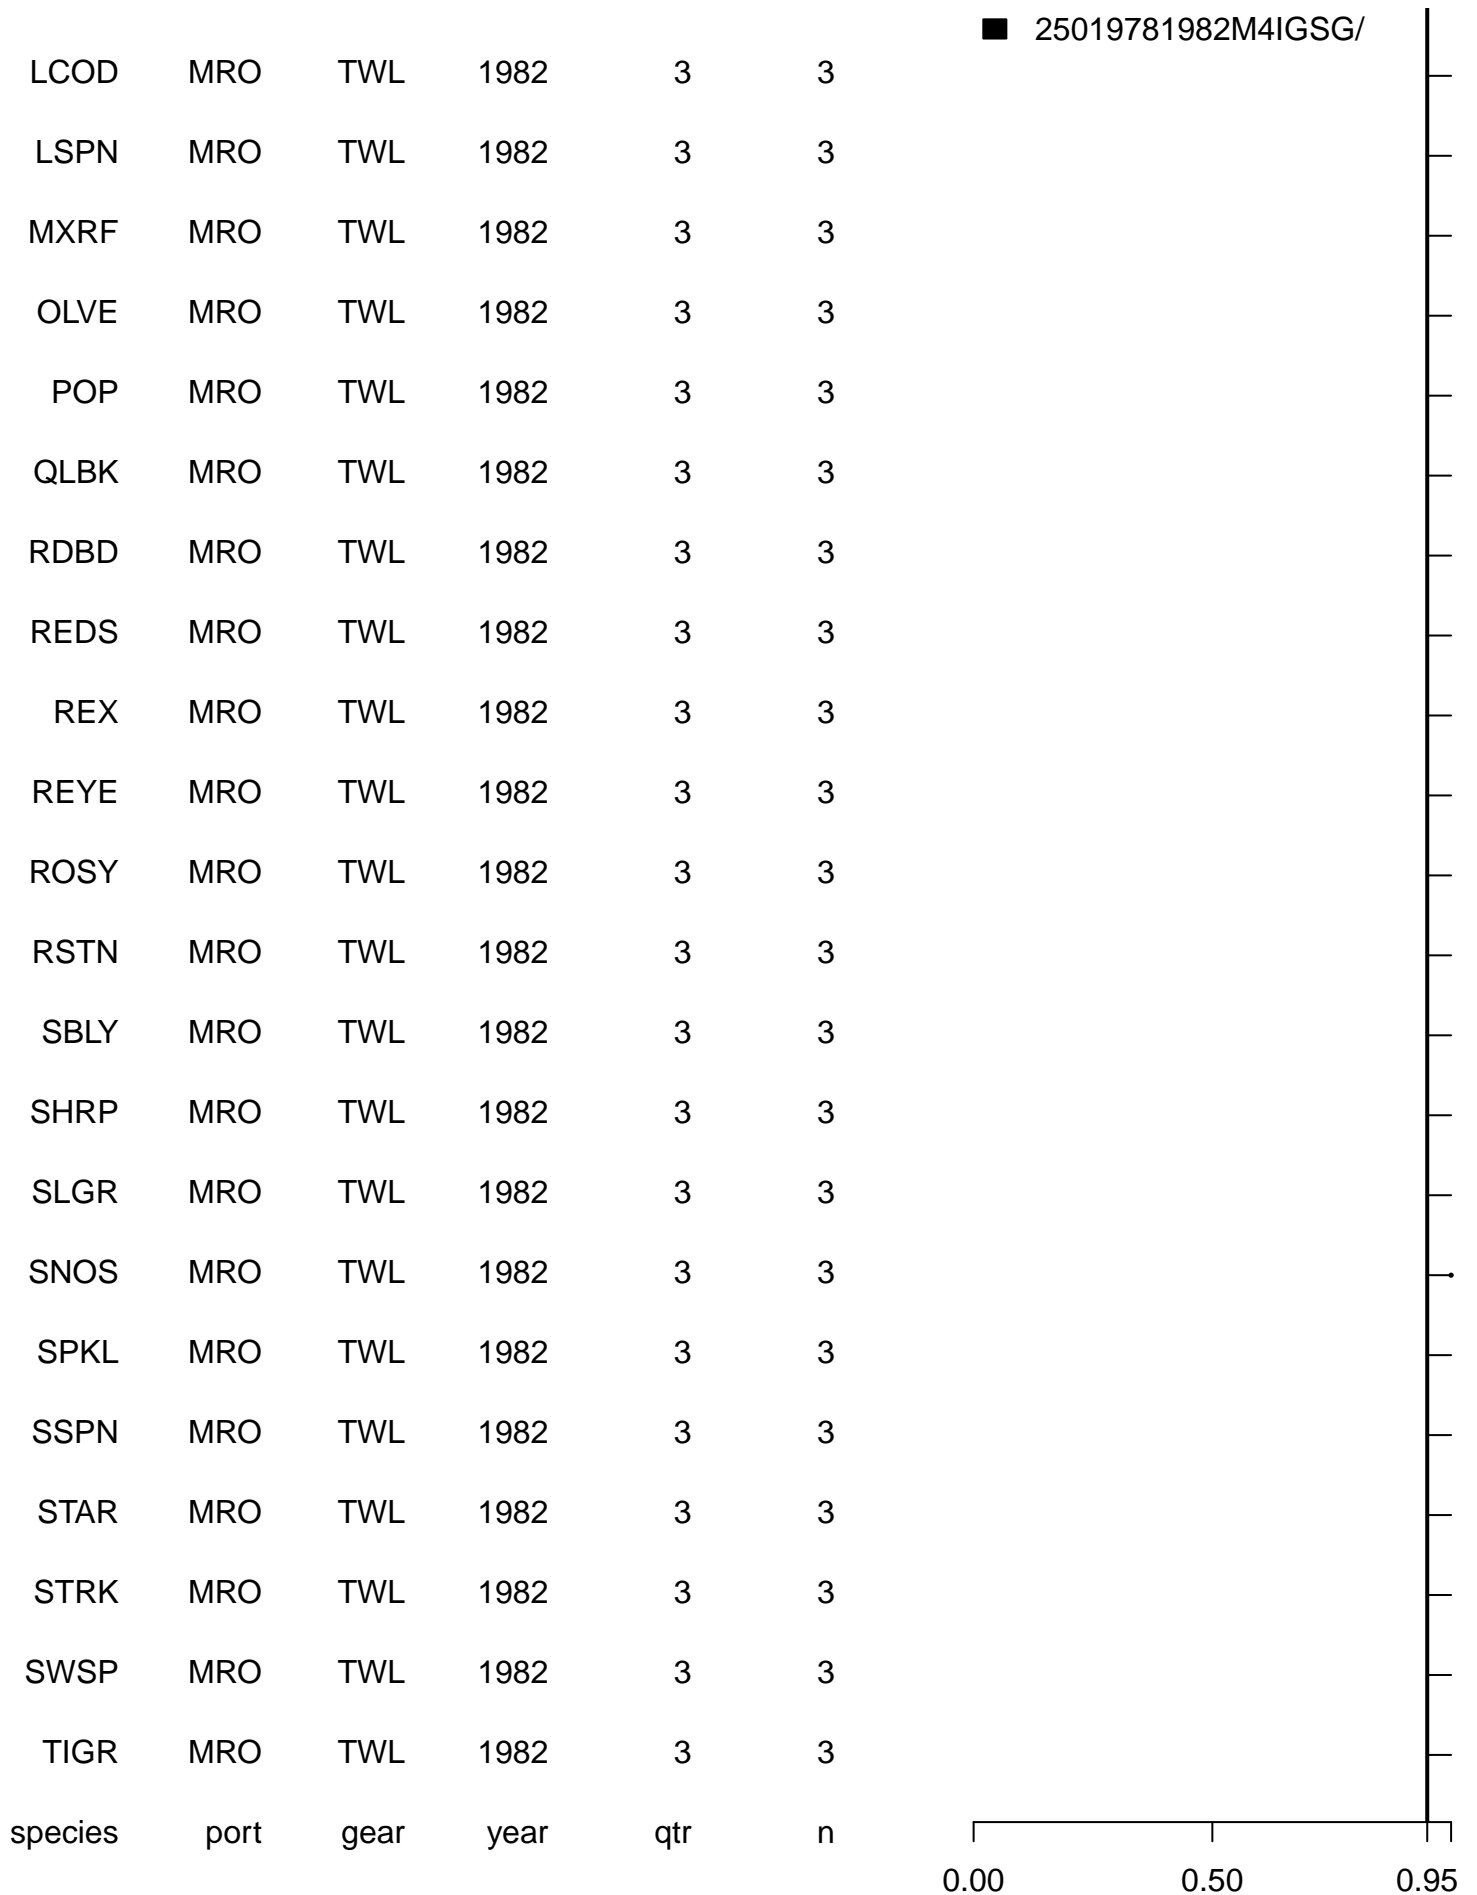 25019781982M4IGSG/
LCOD MRO TWL 1982 3 3
LSPN MRO TWL 1982 3 3
MXRF MRO TWL 1982 3 3
OLVE MRO TWL 1982 3 3
POP MRO TWL 1982 3 3
QLBK MRO TWL 1982 3 3
RDBD MRO TWL 1982 3 3
REDS MRO TWL 1982 3 3
REX MRO TWL 1982 3 3
REYE MRO TWL 1982 3 3
ROSY MRO TWL 1982 3 3
RSTN MRO TWL 1982 3 3
SBLY MRO TWL 1982 3 3
SHRP MRO TWL 1982 3 3
SLGR MRO TWL 1982 3 3
SNOS MRO TWL 1982 3 3
SPKL MRO TWL 1982 3 3
SSPN MRO TWL 1982 3 3
STAR MRO TWL 1982 3 3
STRK MRO TWL 1982 3 3
SWSP MRO TWL 1982 3 3
TIGR MRO TWL 1982 3 3
species port gear year qtr n
0.00 0.50 0.95